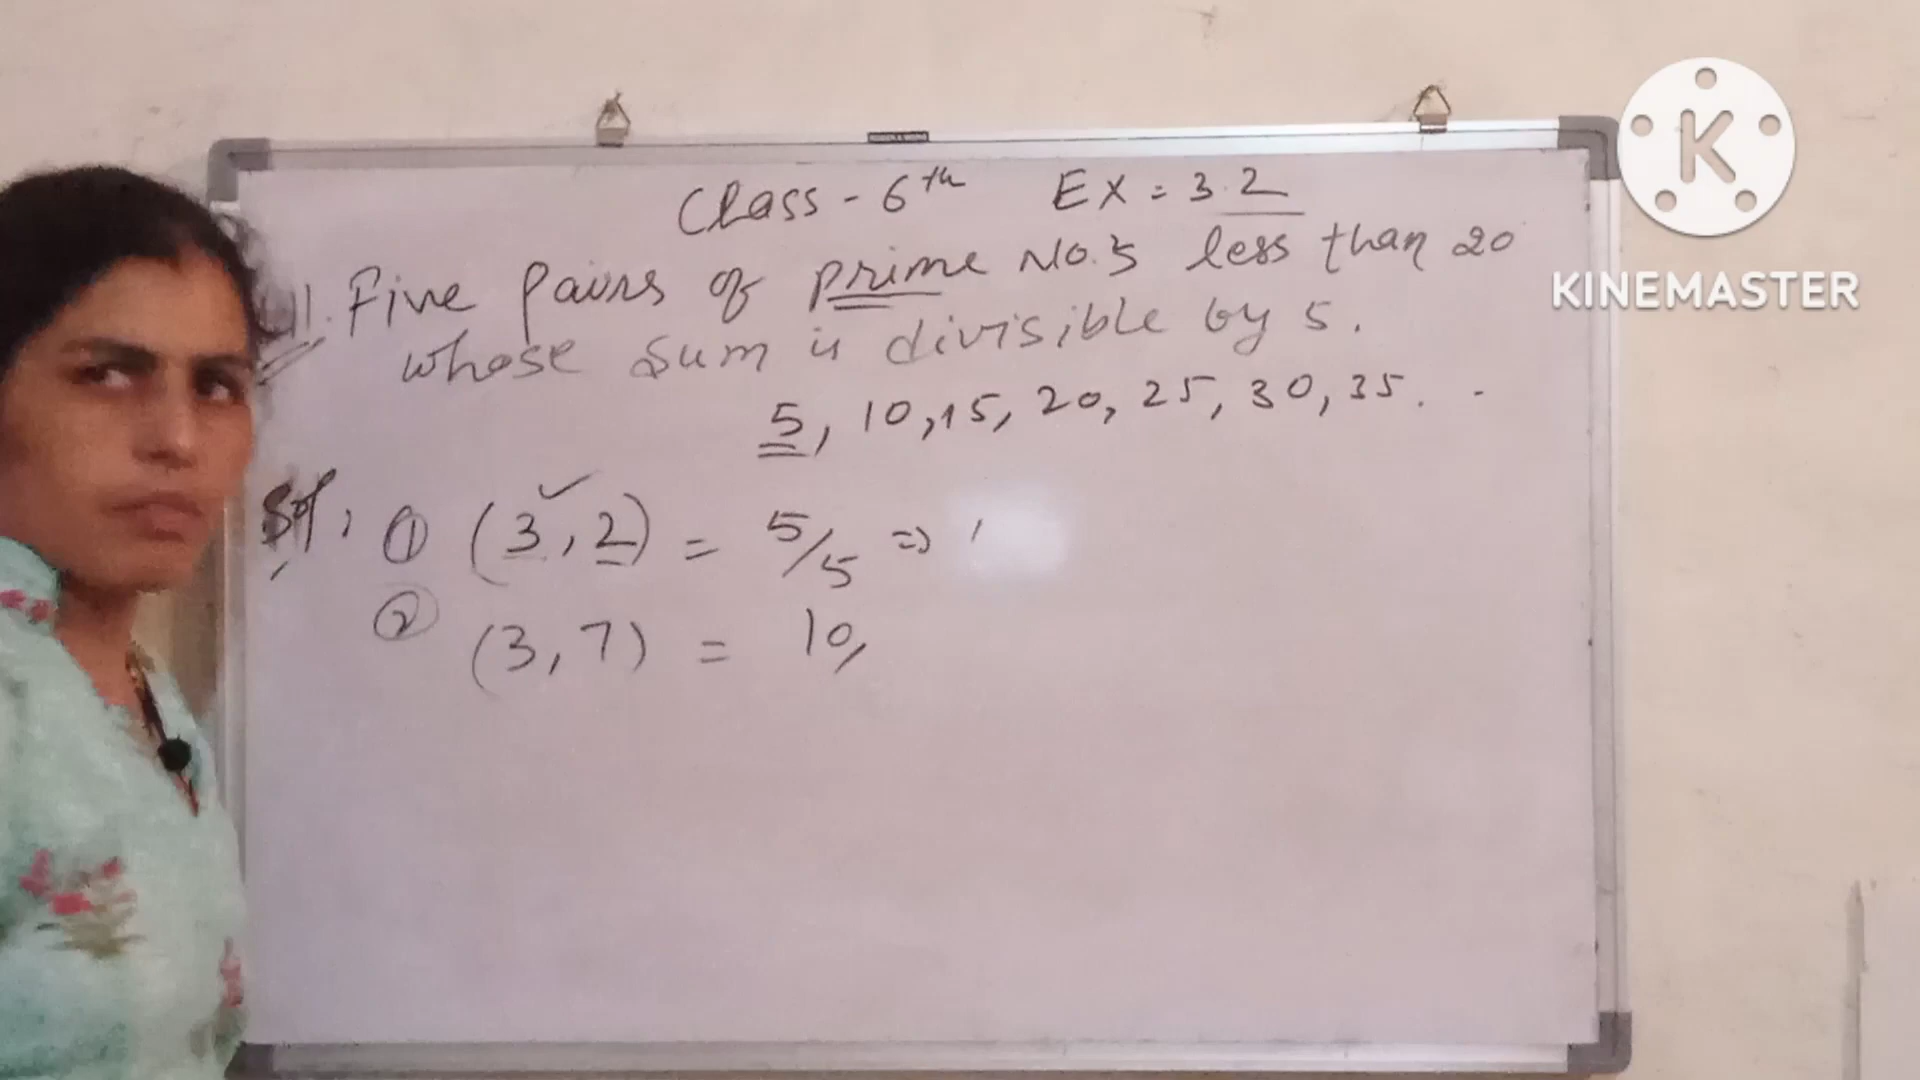 Class - 6th EX = 3.2
11. Five pairs of prime No.s less than 20
whose sum is divisible by 5.
5, 10, 15, 20, 25, 30, 35. .
Sol, ① (3, 2) = 5/5 => 1
② (3, 7) = 10,
K
KINEMASTER